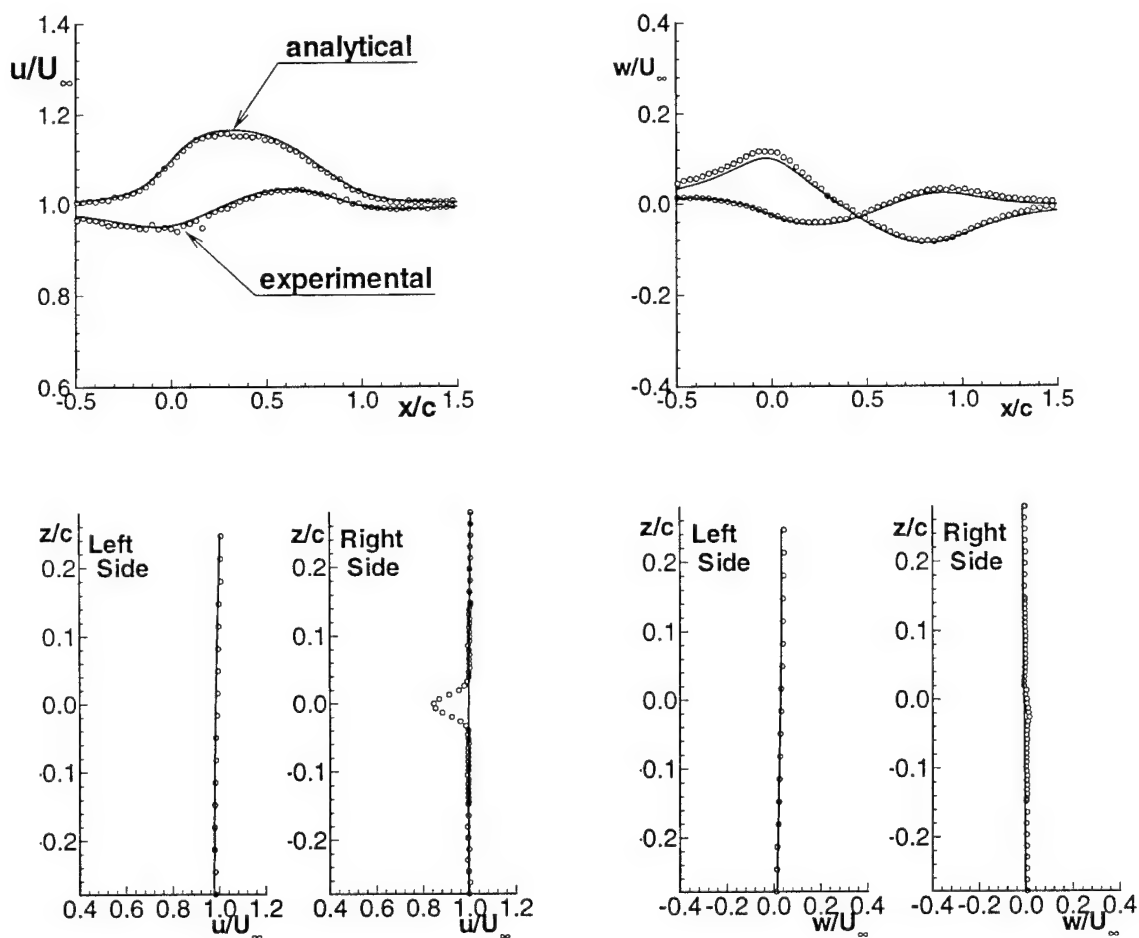 1.4
u/U∞
analytical
1.2
1.0
experimental
0.8
0.6
-0.5 0.0 0.5 1.0 1.5
x/c
0.4
w/U∞
0.2
0.0
-0.2
-0.4
-0.5 0.0 0.5 1.0 1.5
x/c
z/c
Left
Side
0.2
0.1
0.0
-0.1
-0.2
0.4 0.6 0.8 1.0 1.2
u/U∞
z/c
Right
Side
0.2
0.1
0.0
-0.1
-0.2
0.4 0.6 0.8 1.0 1.2
u/U∞
z/c
Left
Side
0.2
0.1
0.0
-0.1
-0.2
-0.4 -0.2 0.0 0.2 0.4
w/U∞
z/c
Right
Side
0.2
0.1
0.0
-0.1
-0.2
-0.4 -0.2 0.0 0.2 0.4
w/U∞